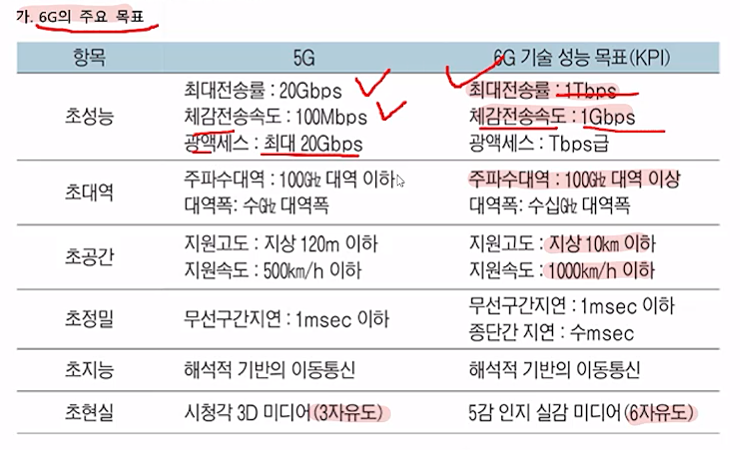 가. 6G의 주요 목표
항목 5G 6G 기술 성능 목표(KPI)
초성능 최대전송률 : 20Gbps 최대전송률 : 1Tbps
체감전송속도 : 100Mbps 체감전송속도 : 1Gbps
광액세스 : 최대 20Gbps 광액세스 : Tbps급
초대역 주파수대역 : 100㎓ 대역 이하 주파수대역 : 100㎓ 대역 이상
대역폭: 수㎓ 대역폭 대역폭 : 수십㎓ 대역폭
초공간 지원고도 : 지상 120m 이하 지원고도 : 지상 10km 이하
지원속도 : 500㎞/h 이하 지원속도 : 1000㎞/h 이하
초정밀 무선구간지연 : 1msec 이하 무선구간지연 : 1msec 이하
종단간 지연 : 수msec
초지능 해석적 기반의 이동통신 해석적 기반의 이동통신
초현실 시청각 3D 미디어(3자유도) 5감 인지 실감 미디어(6자유도)